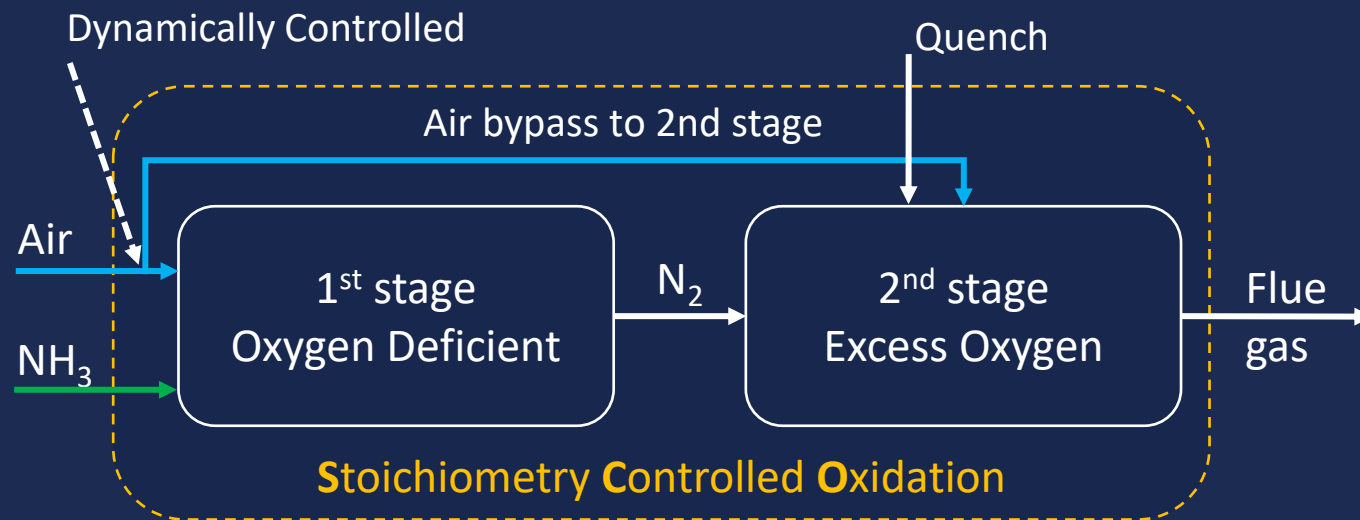 Dynamically Controlled
Quench
Air bypass to 2nd stage
Air
1st stage
Oxygen Deficient
N₂
2nd stage
Excess Oxygen
Flue
gas
NH₃
Stoichiometry Controlled Oxidation